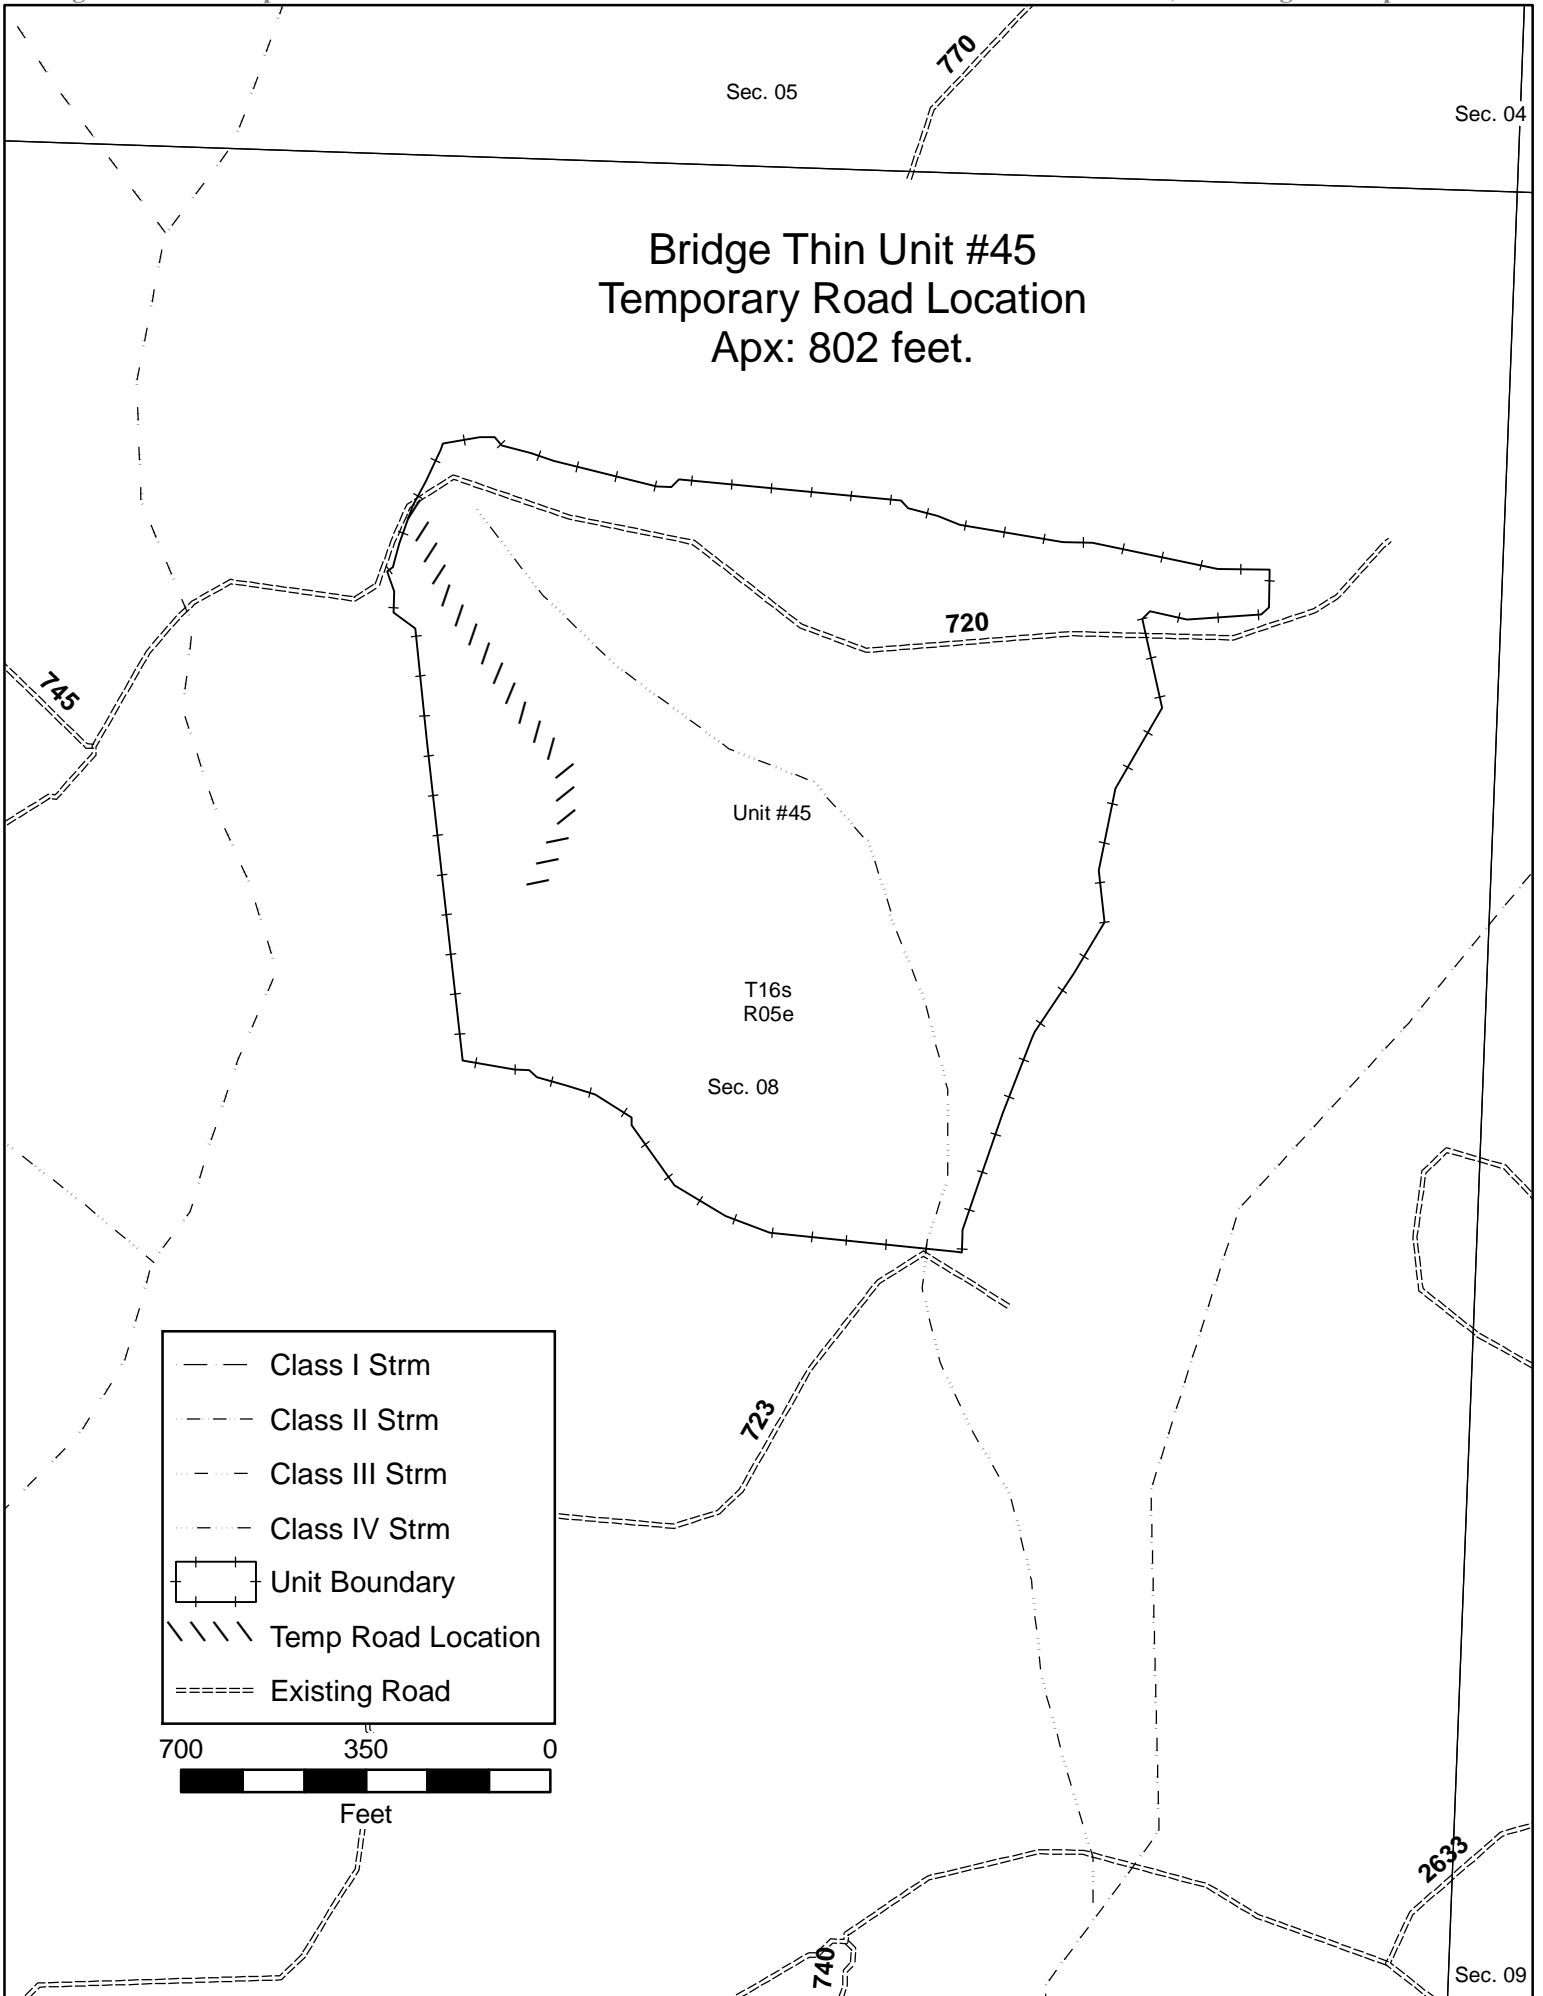 770
Sec. 05
Sec. 04
Bridge Thin Unit #45
Temporary Road Location
Apx: 802 feet.
720
745
Unit #45
T16s
R05e
Sec. 08
723
Class I Strm
Class II Strm
Class III Strm
Class IV Strm
Unit Boundary
Temp Road Location
Existing Road
700 350 0
Feet
2633
740
Sec. 09